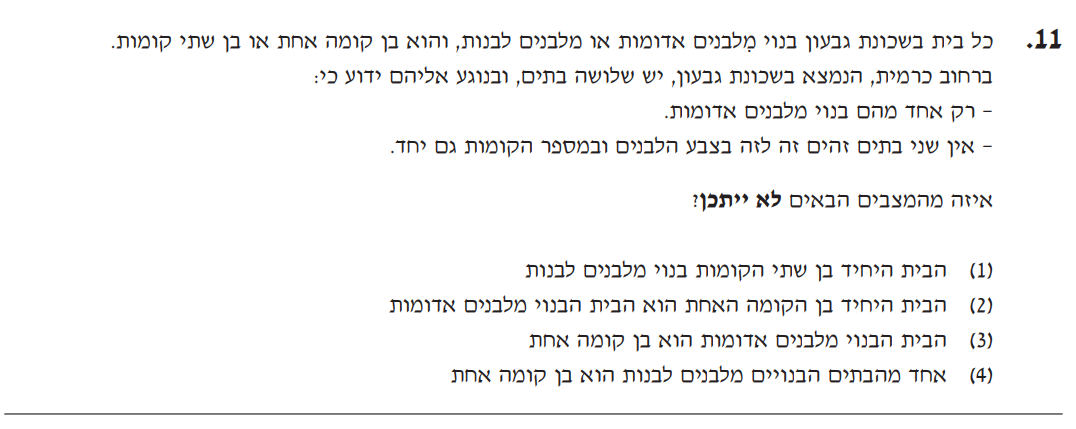 11. כל בית בשכונת גבעון בנוי מִלבנים אדומות או מלבנים לבנות, והוא בן קומה אחת או בן שתי קומות.
ברחוב כרמית, הנמצא בשכונת גבעון, יש שלושה בתים, ובנוגע אליהם ידוע כי:
– רק אחד מהם בנוי מלבנים אדומות.
– אין שני בתים זהים זה לזה בצבע הלבנים ובמספר הקומות גם יחד.
איזה מהמצבים הבאים לא ייתכן?
(1) הבית היחיד בן שתי הקומות בנוי מלבנים לבנות
(2) הבית היחיד בן הקומה האחת הוא הבית הבנוי מלבנים אדומות
(3) הבית הבנוי מלבנים אדומות הוא בן קומה אחת
(4) אחד מהבתים הבנויים מלבנים לבנות הוא בן קומה אחת